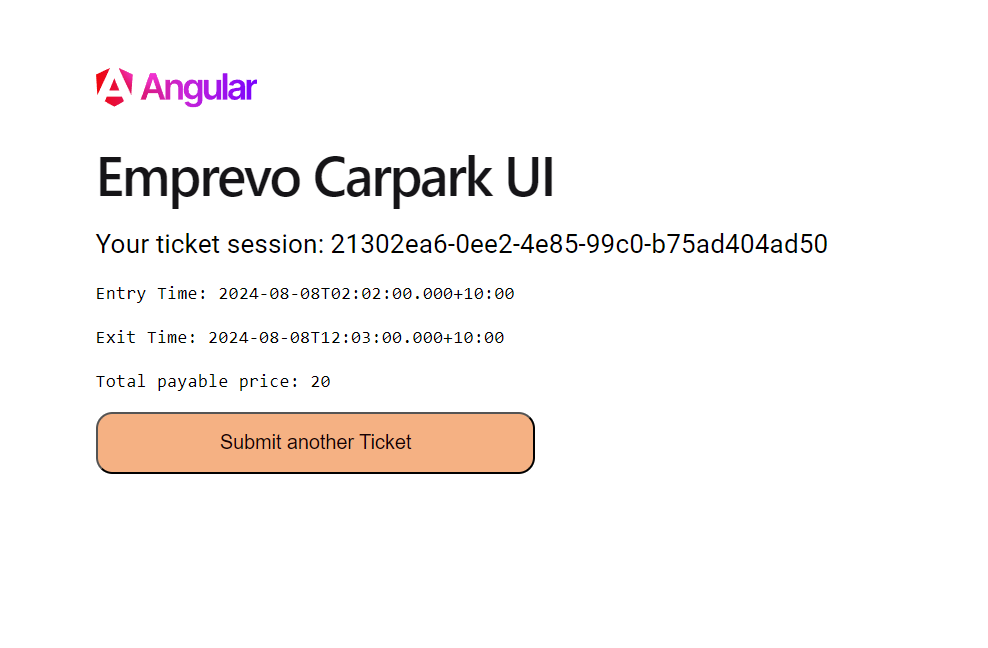 Angular
Emprevo Carpark UI
Your ticket session: 21302ea6-0ee2-4e85-99c0-b75ad404ad50
Entry Time: 2024-08-08T02:02:00.000+10:00
Exit Time: 2024-08-08T12:03:00.000+10:00
Total payable price: 20
Submit another Ticket